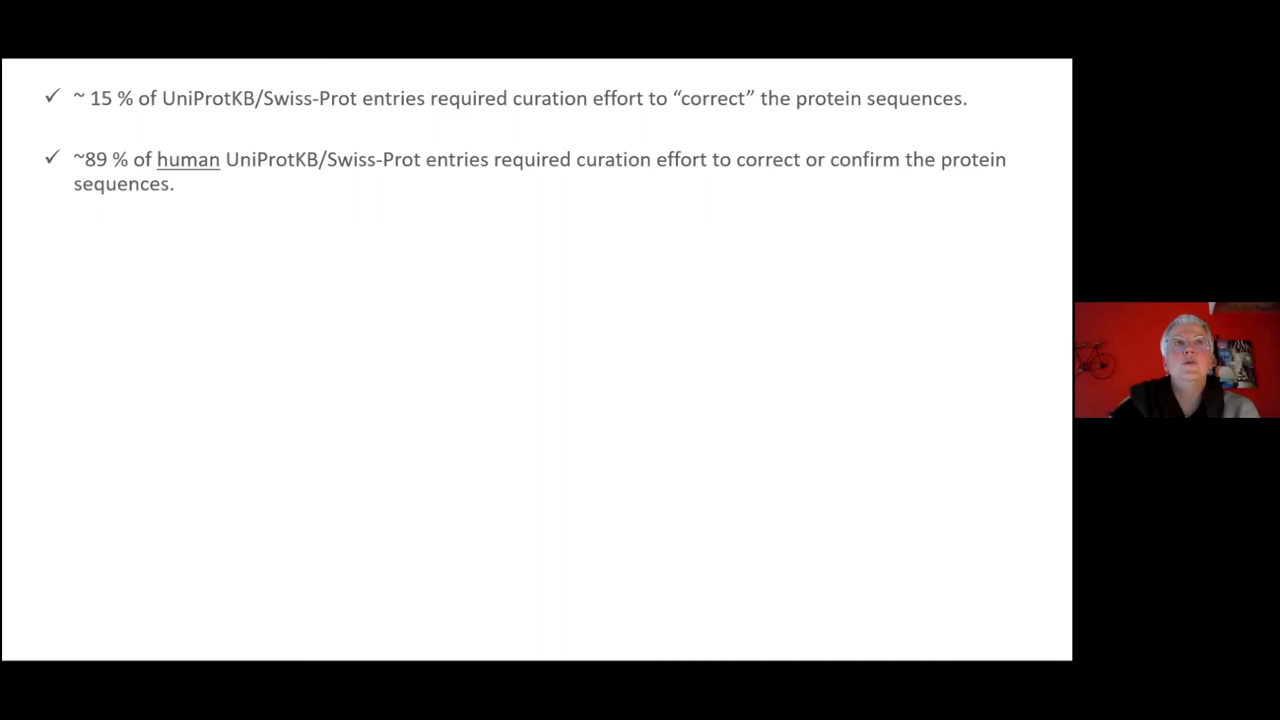 ✓ ~ 15 % of UniProtKB/Swiss-Prot entries required curation effort to “correct” the protein sequences.
✓ ~89 % of human UniProtKB/Swiss-Prot entries required curation effort to correct or confirm the protein
sequences.